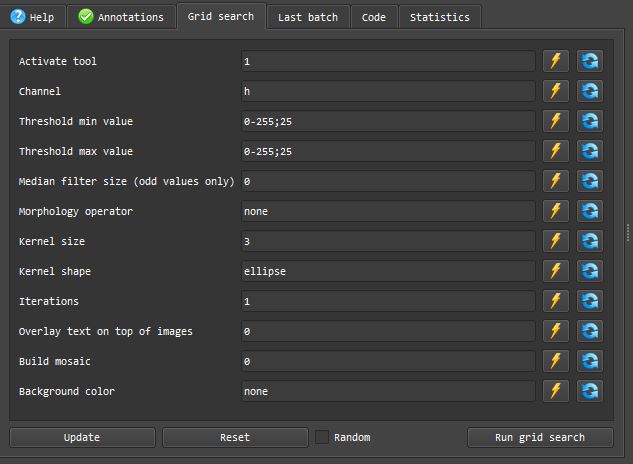 Help Annotations Grid search Last batch Code Statistics
Activate tool 1
Channel h
Threshold min value 0-255;25
Threshold max value 0-255;25
Median filter size (odd values only) 0
Morphology operator none
Kernel size 3
Kernel shape ellipse
Iterations 1
Overlay text on top of images 0
Build mosaic 0
Background color none
Update Reset Random Run grid search